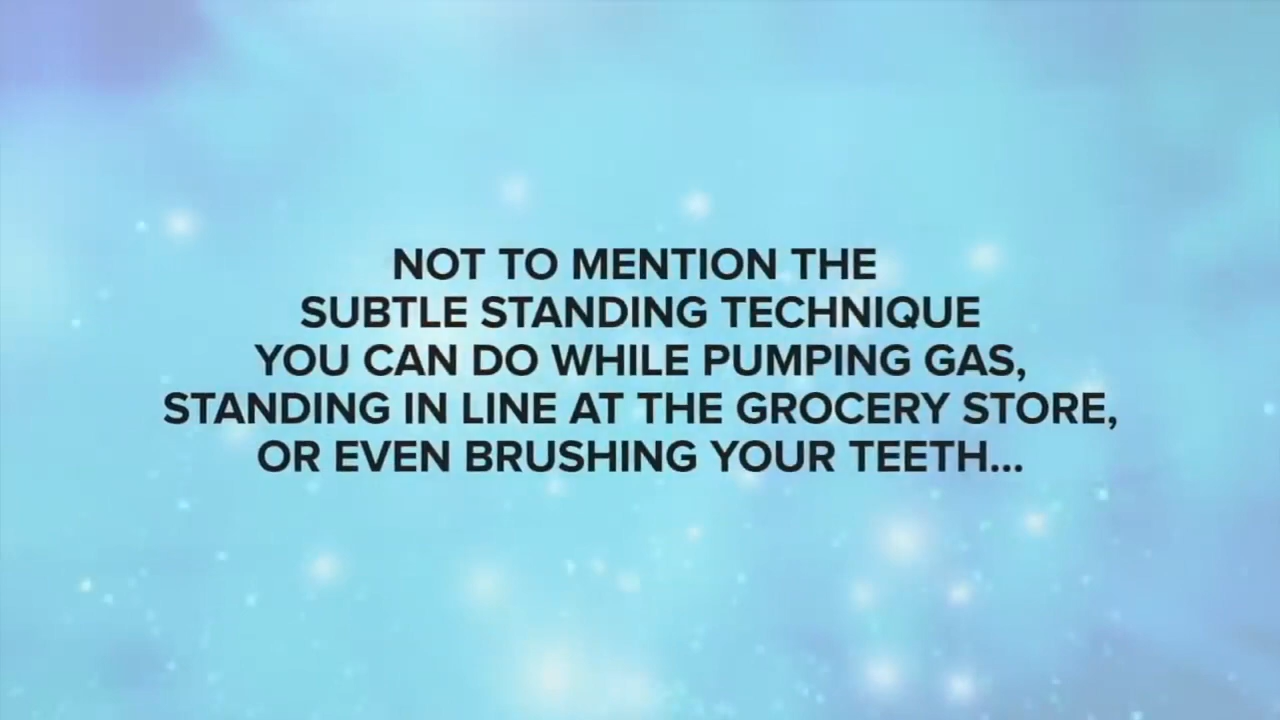 NOT TO MENTION THE
SUBTLE STANDING TECHNIQUE
YOU CAN DO WHILE PUMPING GAS,
STANDING IN LINE AT THE GROCERY STORE,
OR EVEN BRUSHING YOUR TEETH...